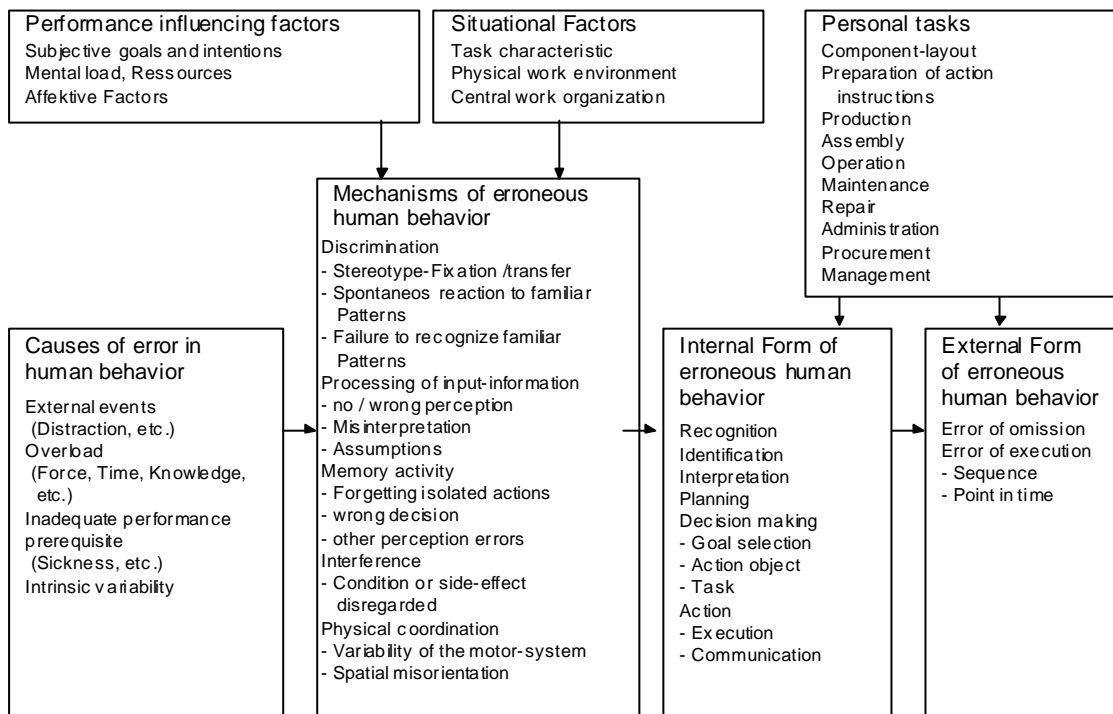 Performance influencing factors
Subjective goals and intentions
Mental load, Ressources
Affektive Factors
Situational Factors
Task characteristic
Physical work environment
Central work organization
Personal tasks
Component-layout
Preparation of action
instructions
Production
Assembly
Operation
Maintenance
Repair
Administration
Procurement
Management
Causes of error in
human behavior
External events
(Distraction, etc.)
Overload
(Force, Time, Knowledge,
etc.)
Inadequate performance
prerequisite
(Sickness, etc.)
Intrinsic variability
Mechanisms of erroneous
human behavior
Discrimination
- Stereotype-Fixation /transfer
- Spontaneos reaction to familiar
Patterns
- Failure to recognize familiar
Patterns
Processing of input-information
- no / wrong perception
- Misinterpretation
- Assumptions
Memory activity
- Forgetting isolated actions
- wrong decision
- other perception errors
Interference
- Condition or side-effect
disregarded
Physical coordination
- Variability of the motor-system
- Spatial misorientation
Internal Form of
erroneous human
behavior
Recognition
Identification
Interpretation
Planning
Decision making
- Goal selection
- Action object
- Task
Action
- Execution
- Communication
External Form
of erroneous
human behavior
Error of omission
Error of execution
- Sequence
- Point in time